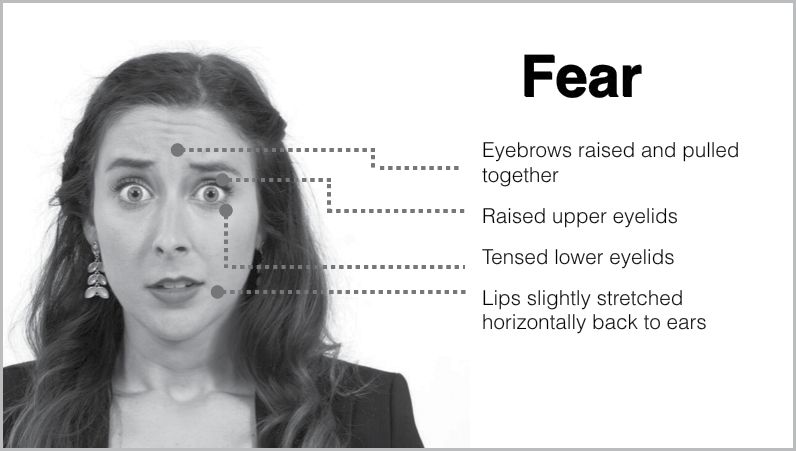 Fear
Eyebrows raised and pulled
together
Raised upper eyelids
Tensed lower eyelids
Lips slightly stretched
horizontally back to ears